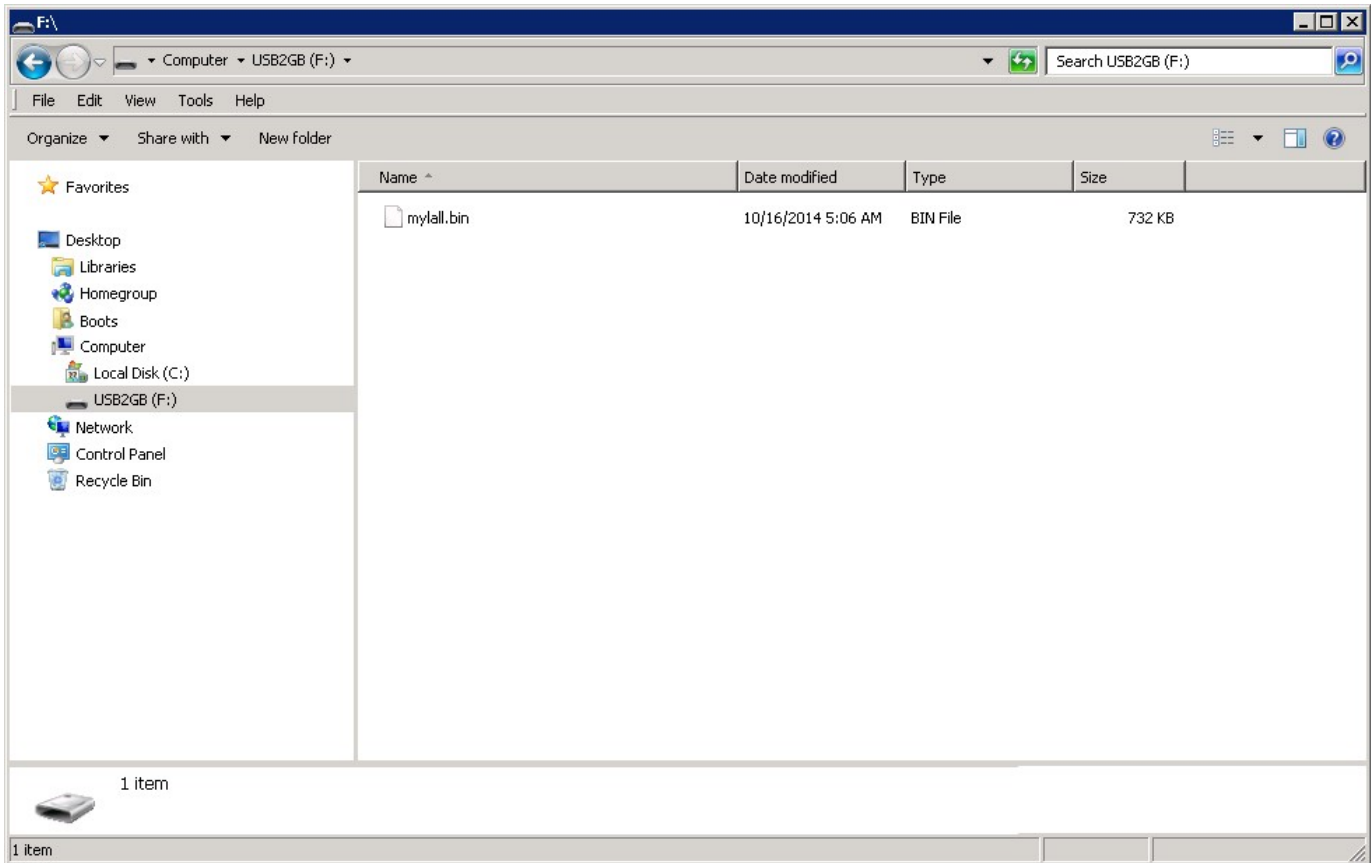 F:\
Computer USB2GB (F:) Search USB2GB (F:)
File Edit View Tools Help
Organize Share with New folder
Name Date modified Type Size
mylall.bin 10/16/2014 5:06 AM BIN File 732 KB
Favorites
Desktop
Libraries
Homegroup
Boots
Computer
Local Disk (C:)
USB2GB (F:)
Network
Control Panel
Recycle Bin
1 item
1 item